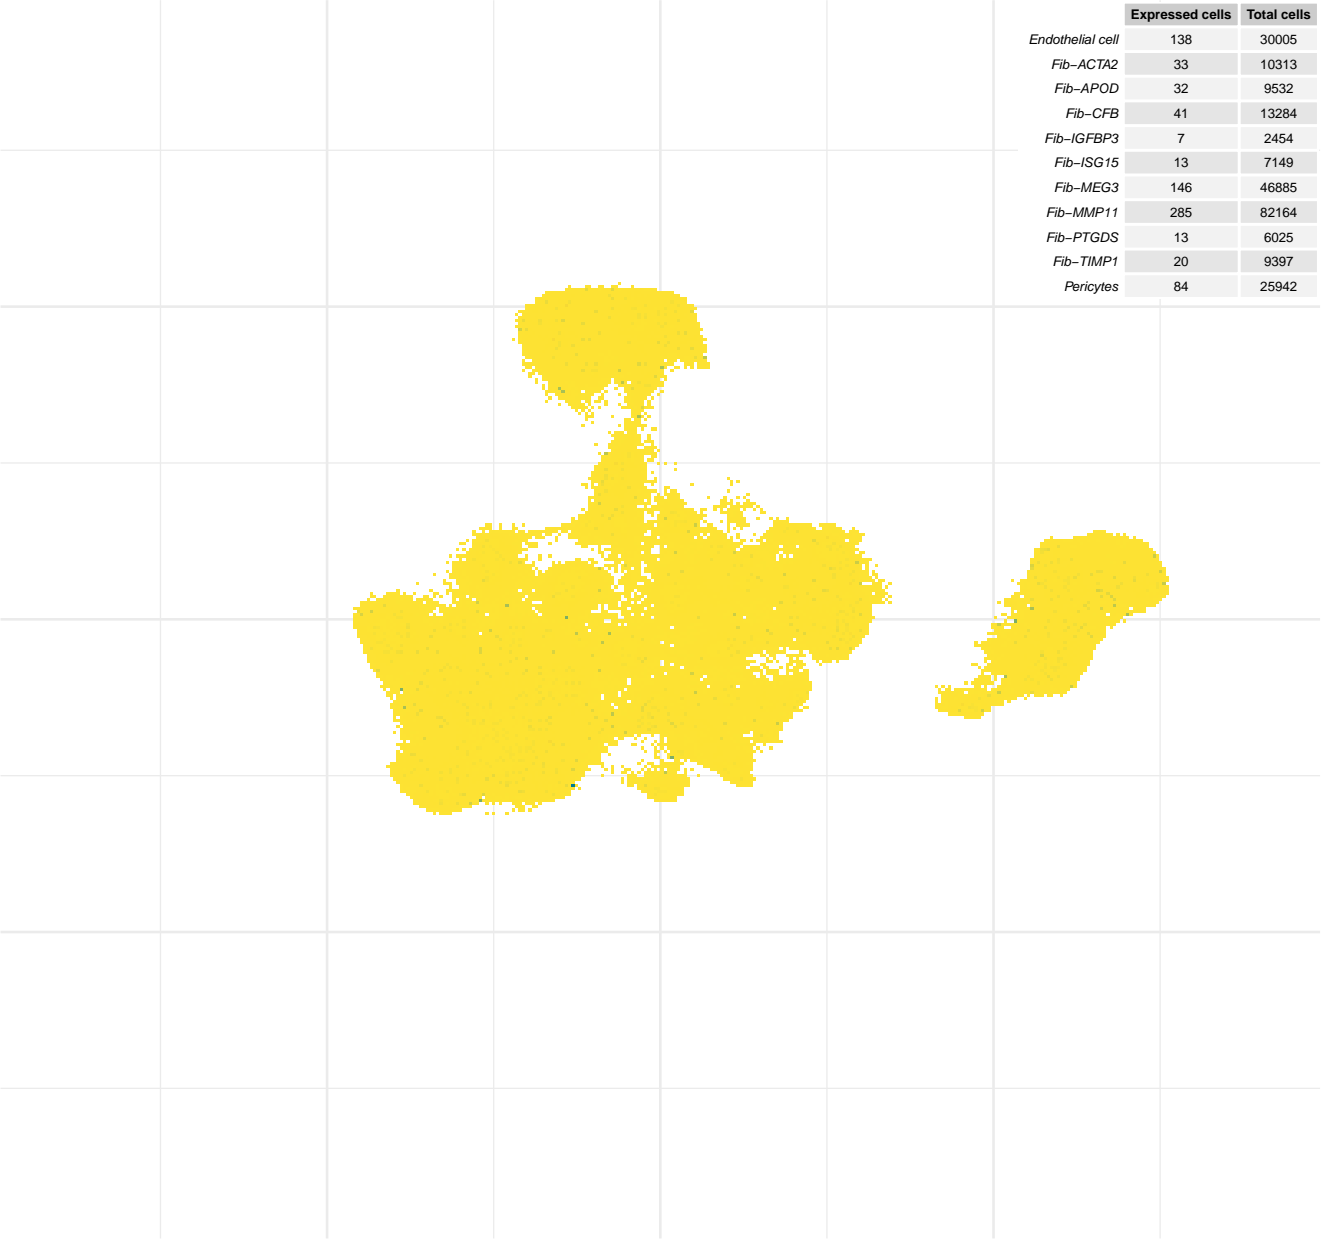 Expressed cells Total cells
Endothelial cell 138 30005
Fib−ACTA2 33 10313
Fib−APOD 32 9532
Fib−CFB 41 13284
Fib−IGFBP3 7 2454
Fib−ISG15 13 7149
Fib−MEG3 146 46885
Fib−MMP11 285 82164
Fib−PTGDS 13 6025
Fib−TIMP1 20 9397
Pericytes 84 25942